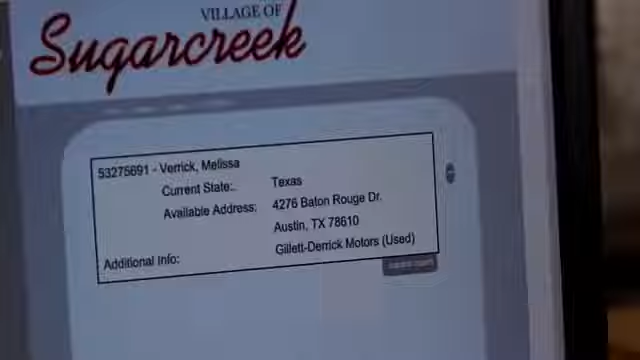 VILLAGE OF
Sugarcreek
53275691 - Verrick, Melissa
Current State:. Texas
Available Address: 4276 Baton Rouge Dr.
Austin, TX 78610
Additional Info: Gillett-Derrick Motors (Used)